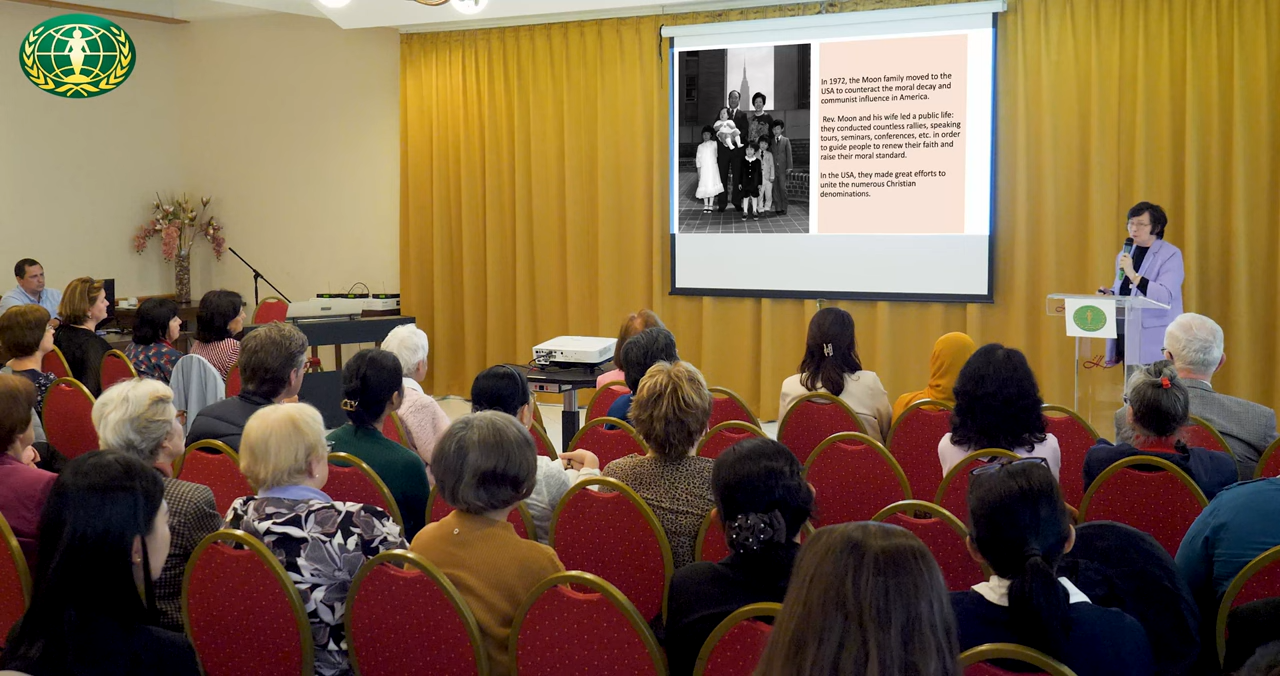 In 1972, the Moon family moved to the
USA to counteract the moral decay and
communist influence in America.
Rev. Moon and his wife led a public life:
they conducted countless rallies, speaking
tours, seminars, conferences, etc. in order
to guide people to renew their faith and
raise their moral standard.
In the USA, they made great efforts to
unite the numerous Christian
denominations.